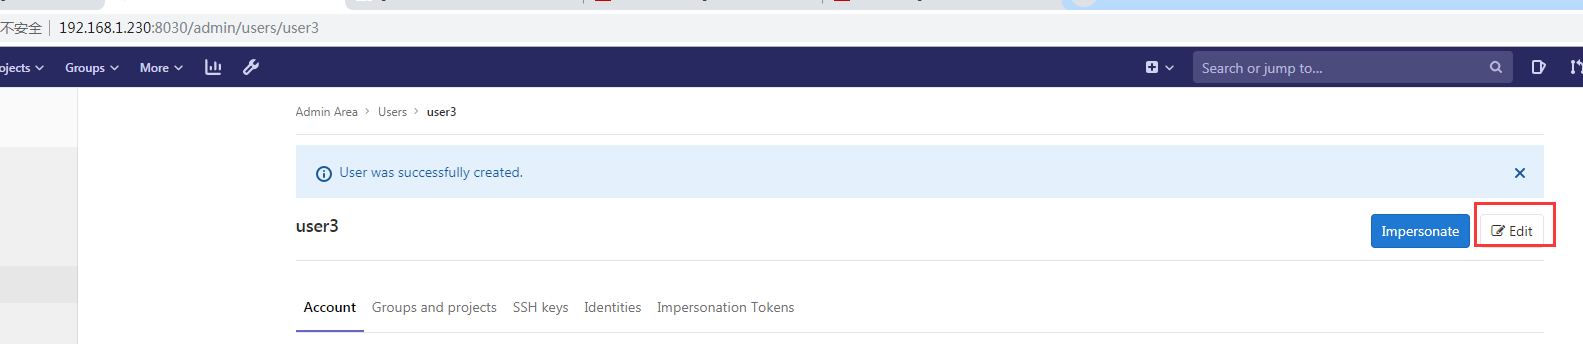 不安全 192.168.1.230:8030/admin/users/user3
ojects Groups More Search or jump to...
Admin Area > Users > user3
User was successfully created.
user3 Impersonate Edit
Account Groups and projects SSH keys Identities Impersonation Tokens